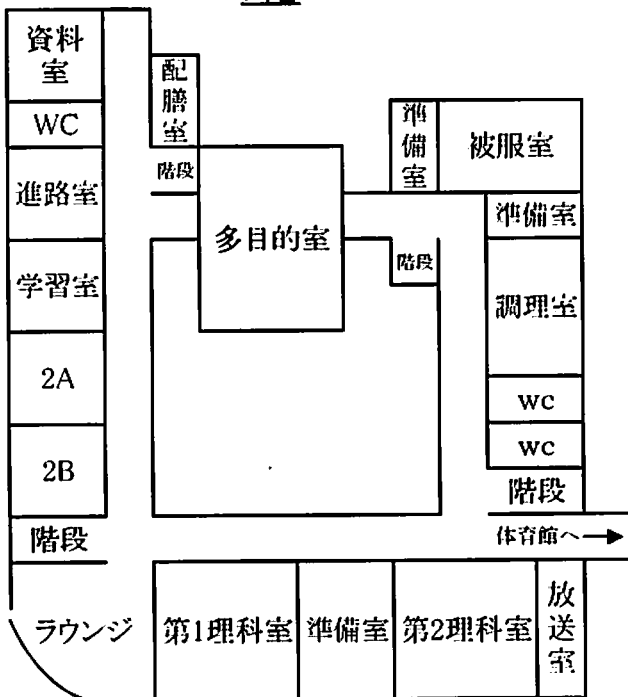 資料
室
WC
進路室
学習室
2A
2B
階段
ラウンジ
配
膳
室
階段
多目的室
準
備
室
被服室
準備室
階段
調理室
wc
wc
階段
体育館へ→
第1理科室
準備室
第2理科室
放
送
室